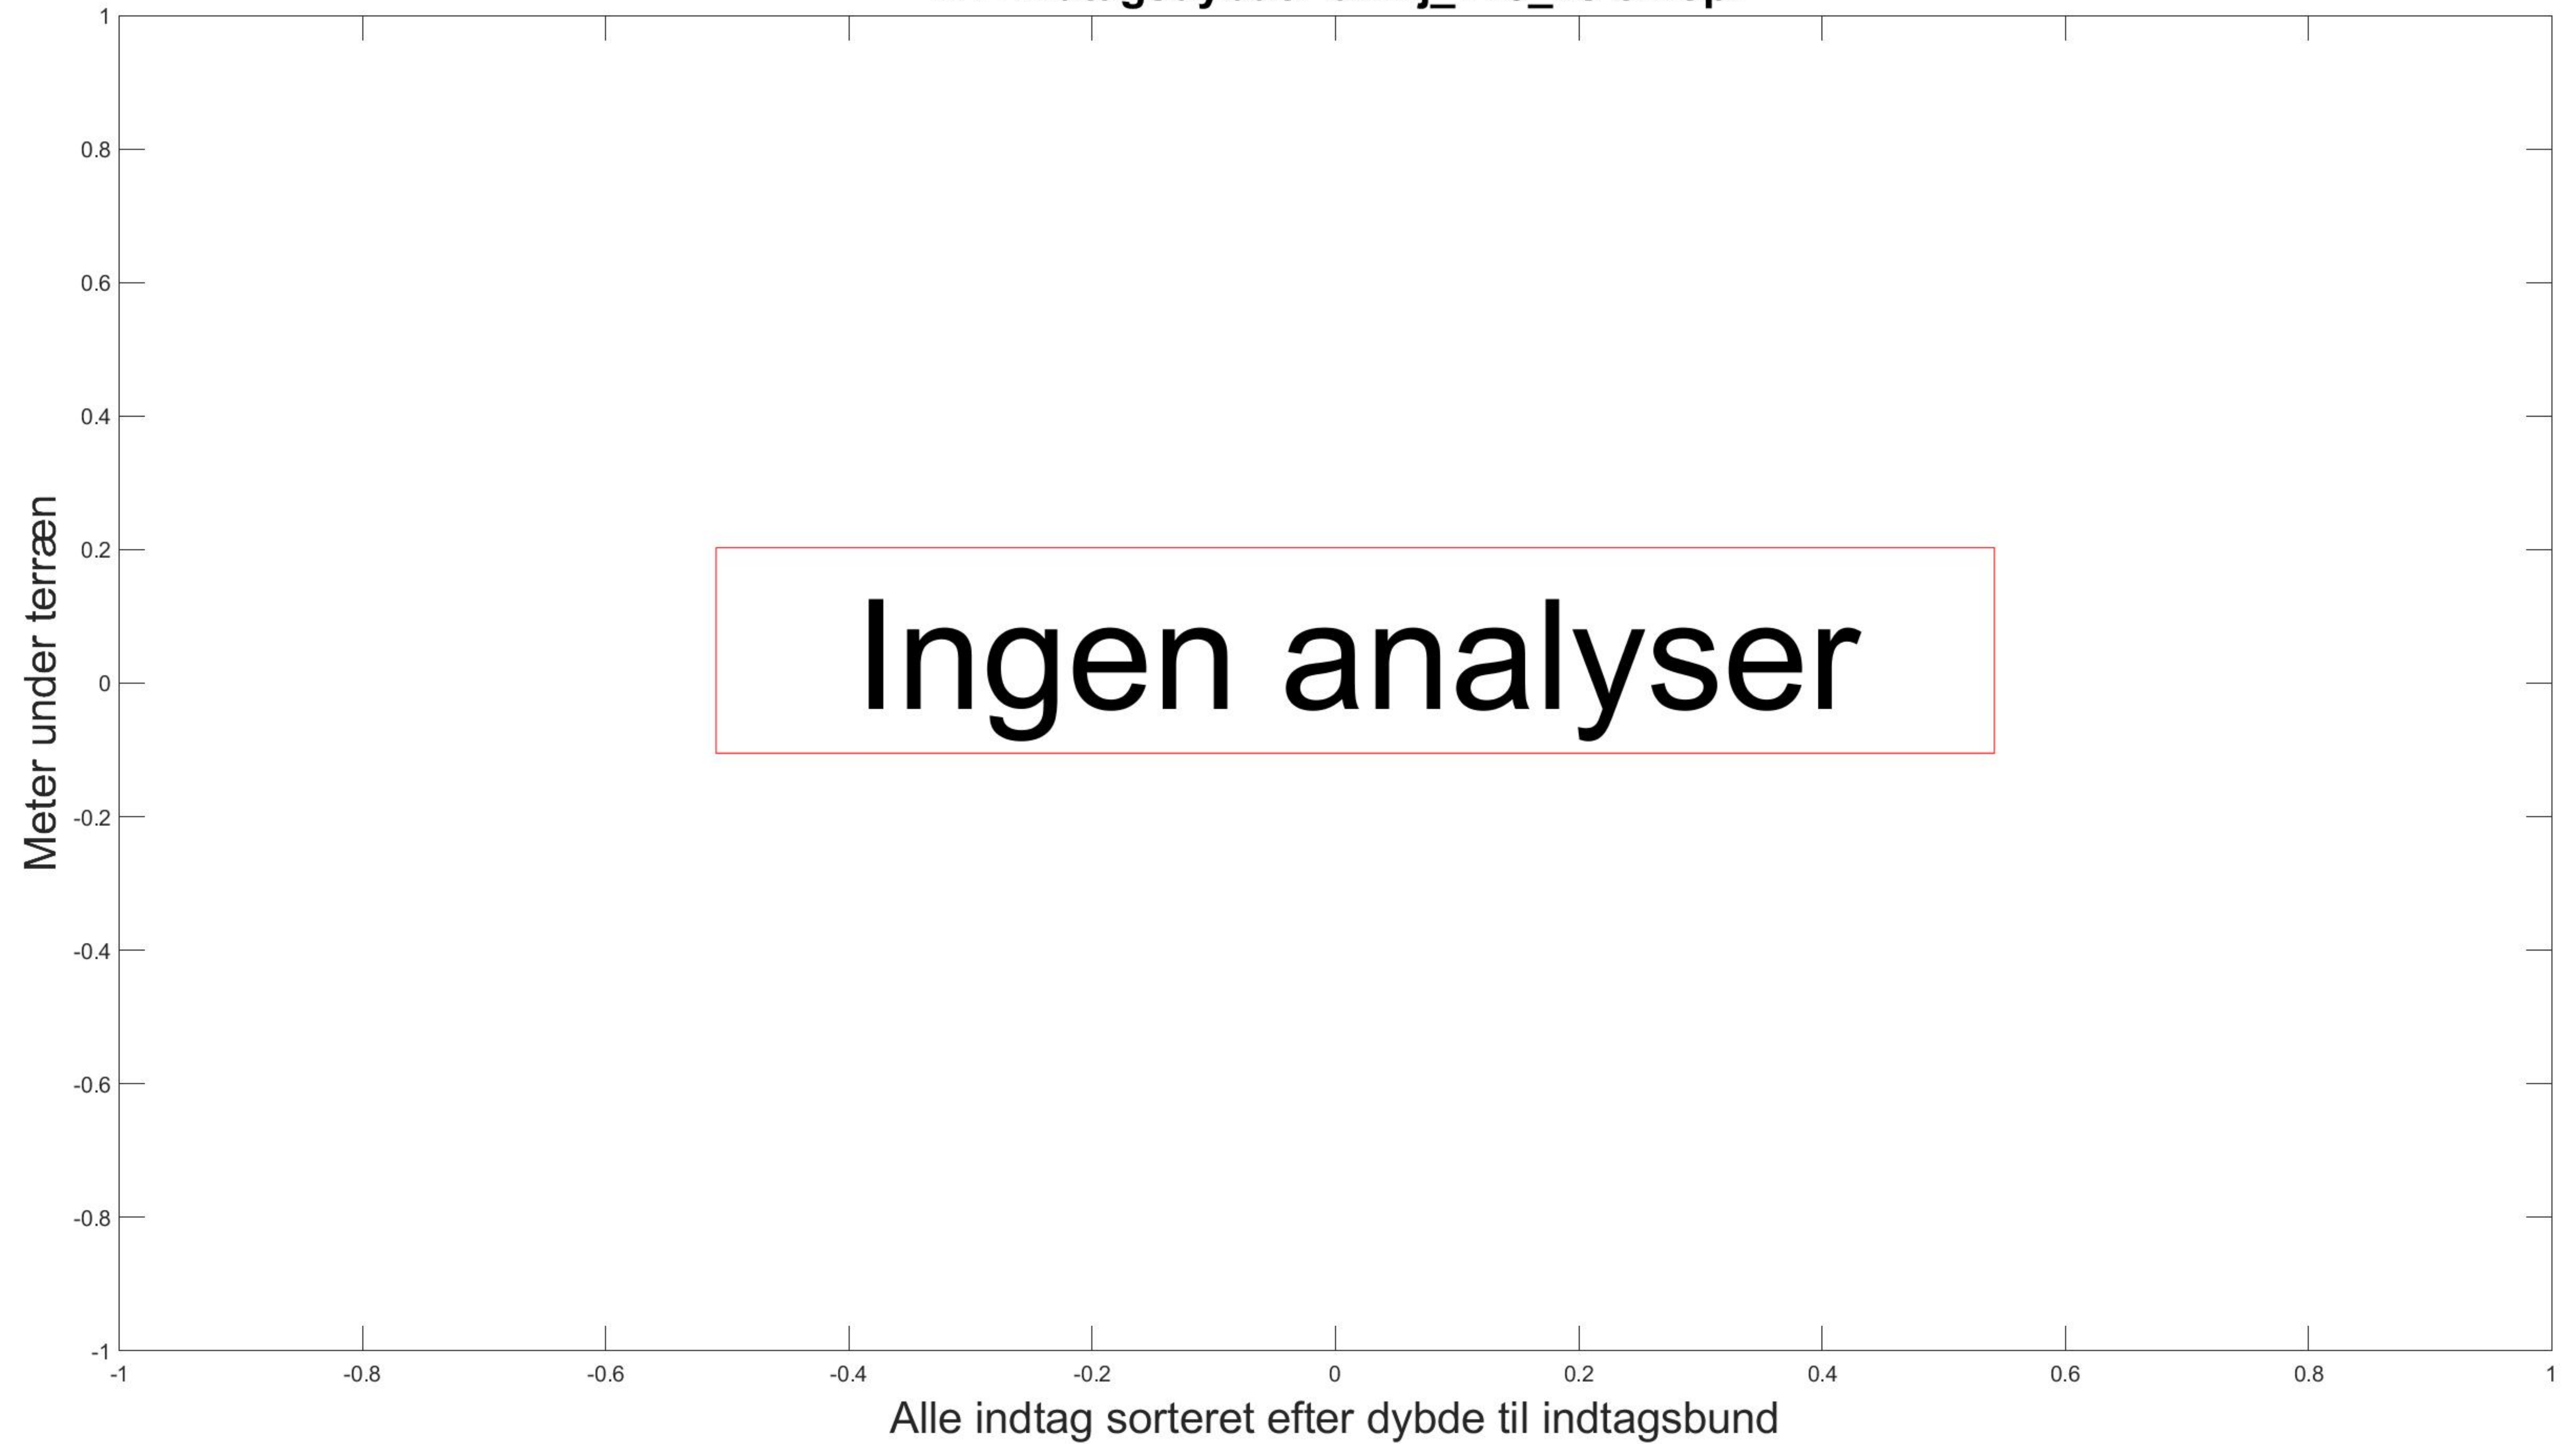 1
0.8
0.6
0.4
0.2
0
-0.2
-0.4
-0.6
-0.8
-1
Meter under terræn
Ingen analyser
-1 -0.8 -0.6 -0.4 -0.2 0 0.2 0.4 0.6 0.8 1
Alle indtag sorteret efter dybde til indtagsbund